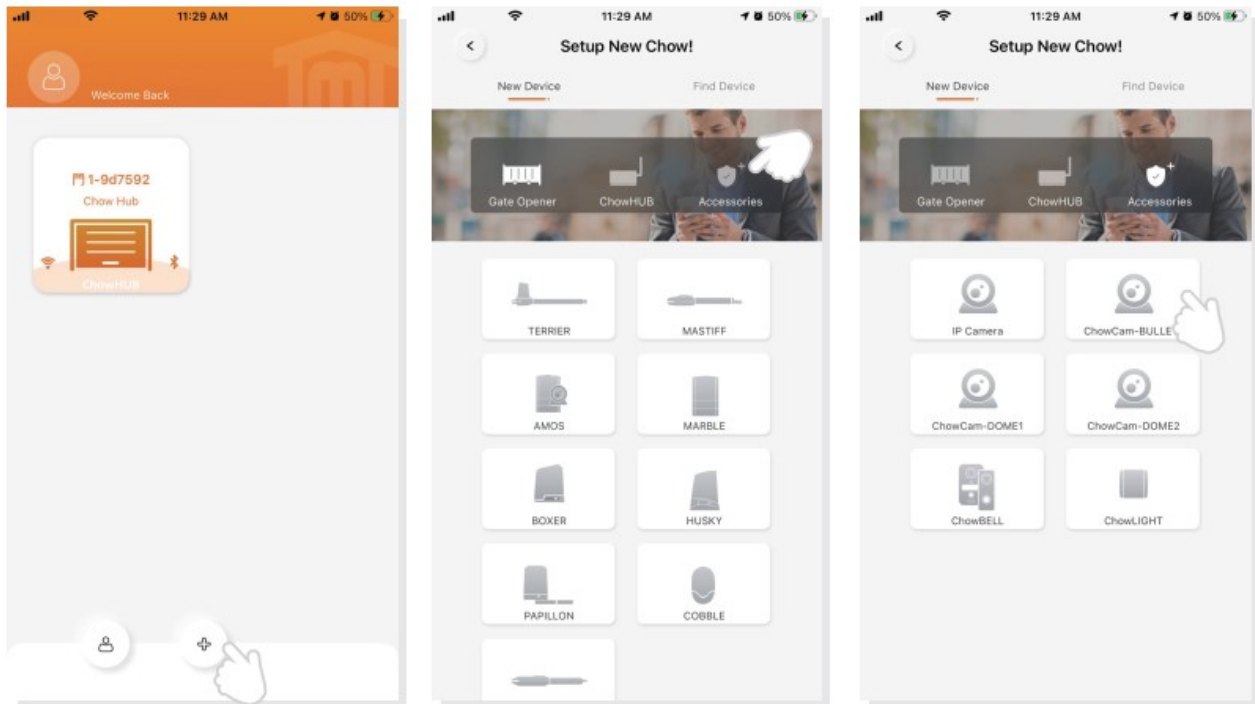 11:29 AM
50%
Welcome Back
門 1-9d7592
Chow Hub
ChowHUB
11:29 AM
50%
Setup New Chow!
New Device
Find Device
Gate Opener
ChowHUB
Accessories
TERRIER
MASTIFF
AMOS
MARBLE
BOXER
HUSKY
PAPILLON
COBBLE
11:29 AM
50%
Setup New Chow!
New Device
Find Device
Gate Opener
ChowHUB
Accessories
IP Camera
ChowCam-BULLE
ChowCam-DOME1
ChowCam-DOME2
ChowBELL
ChowLIGHT